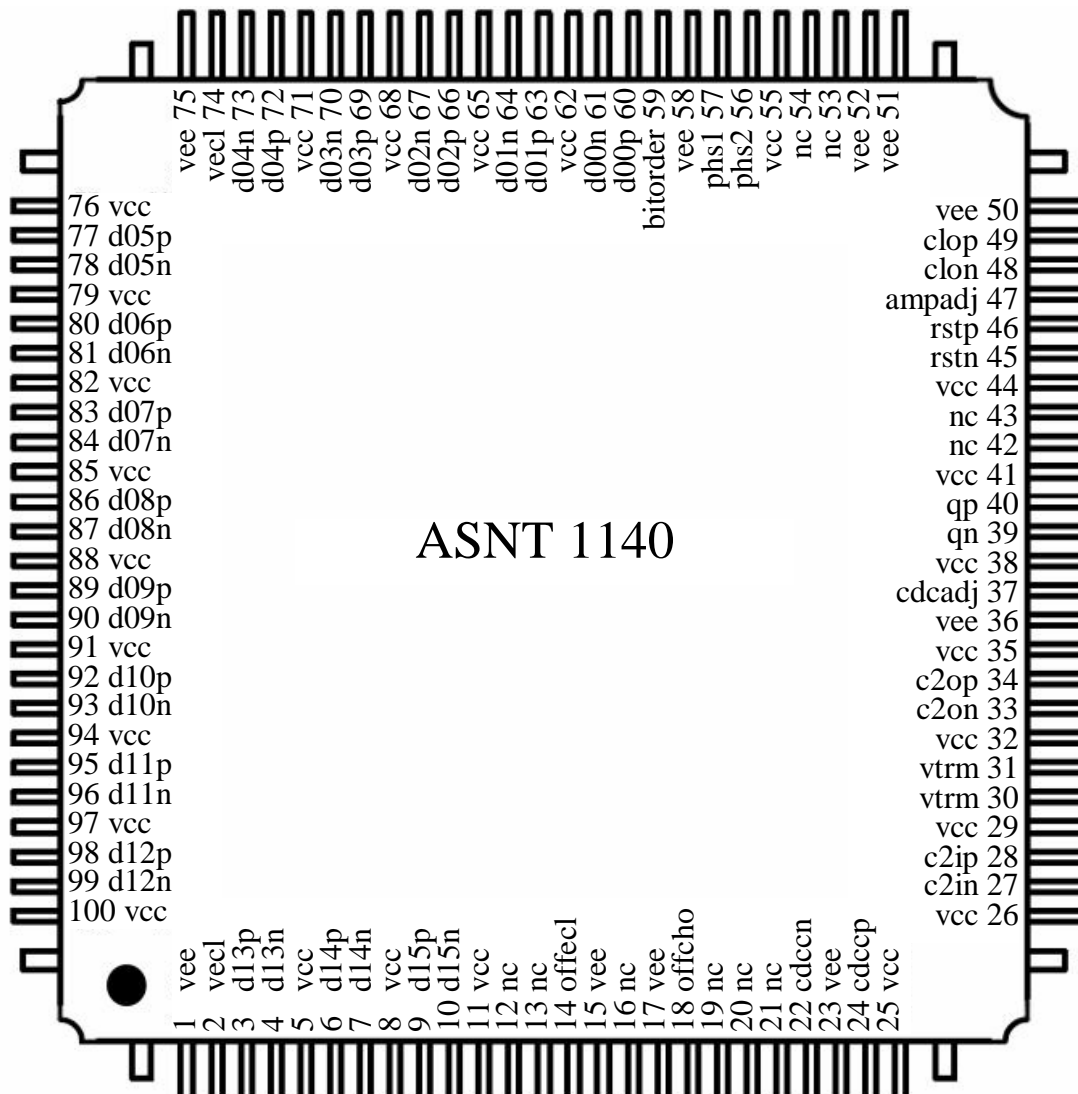 vee 75
vecl 74
d04n 73
d04p 72
vcc 71
d03n 70
d03p 69
vcc 68
d02n 67
d02p 66
vcc 65
d01n 64
d01p 63
vcc 62
d00n 61
d00p 60
bitorder 59
vee 58
phs1 57
phs2 56
vcc 55
nc 54
nc 53
vee 52
vee 51
76 vcc
77 d05p
78 d05n
79 vcc
80 d06p
81 d06n
82 vcc
83 d07p
84 d07n
85 vcc
86 d08p
87 d08n
88 vcc
89 d09p
90 d09n
91 vcc
92 d10p
93 d10n
94 vcc
95 d11p
96 d11n
97 vcc
98 d12p
99 d12n
100 vcc
ASNT 1140
vee 50
clop 49
clon 48
ampadj 47
rstp 46
rstn 45
vcc 44
nc 43
nc 42
vcc 41
qp 40
qn 39
vcc 38
cdcadj 37
vee 36
vcc 35
c2op 34
c2on 33
vcc 32
vtrm 31
vtrm 30
vcc 29
c2ip 28
c2in 27
vcc 26
1 vee
2 vecl
3 d13p
4 d13n
5 vcc
6 d14p
7 d14n
8 vcc
9 d15p
10 d15n
11 vcc
12 nc
13 nc
14 offecl
15 vee
16 nc
17 vee
18 offcho
19 nc
20 nc
21 nc
22 cdccn
23 vee
24 cdccp
25 vcc